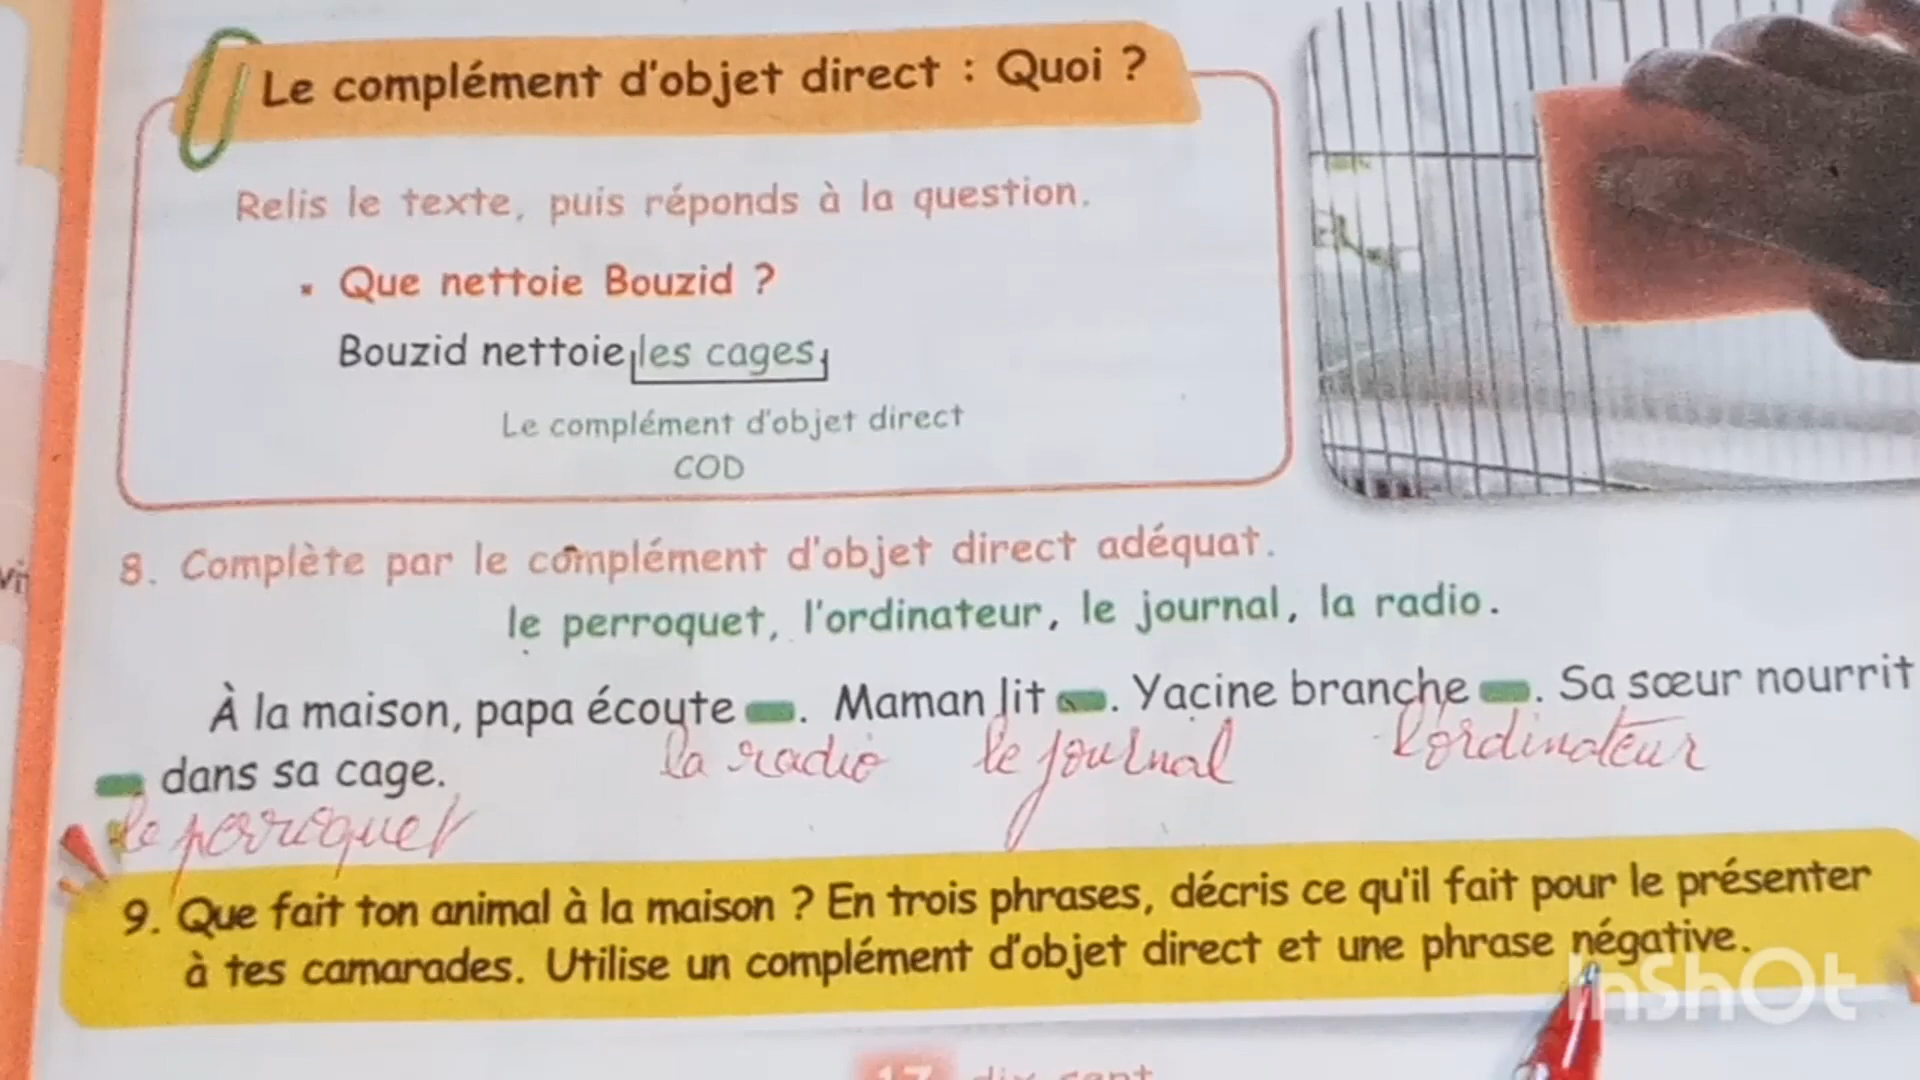 Le complément d'objet direct : Quoi ?
Relis le texte, puis réponds à la question.
▪ Que nettoie Bouzid ?
Bouzid nettoie les cages
Le complément d'objet direct
COD
8. Complète par le complément d'objet direct adéquat.
le perroquet, l'ordinateur, le journal, la radio.
À la maison, papa écoute . Maman lit . Yacine branche . Sa sœur nourrit
la radio le journal l'ordinateur
dans sa cage.
le perroquet
9. Que fait ton animal à la maison ? En trois phrases, décris ce qu'il fait pour le présenter
à tes camarades. Utilise un complément d'objet direct et une phrase négative.
InShOt
17 dix-sept